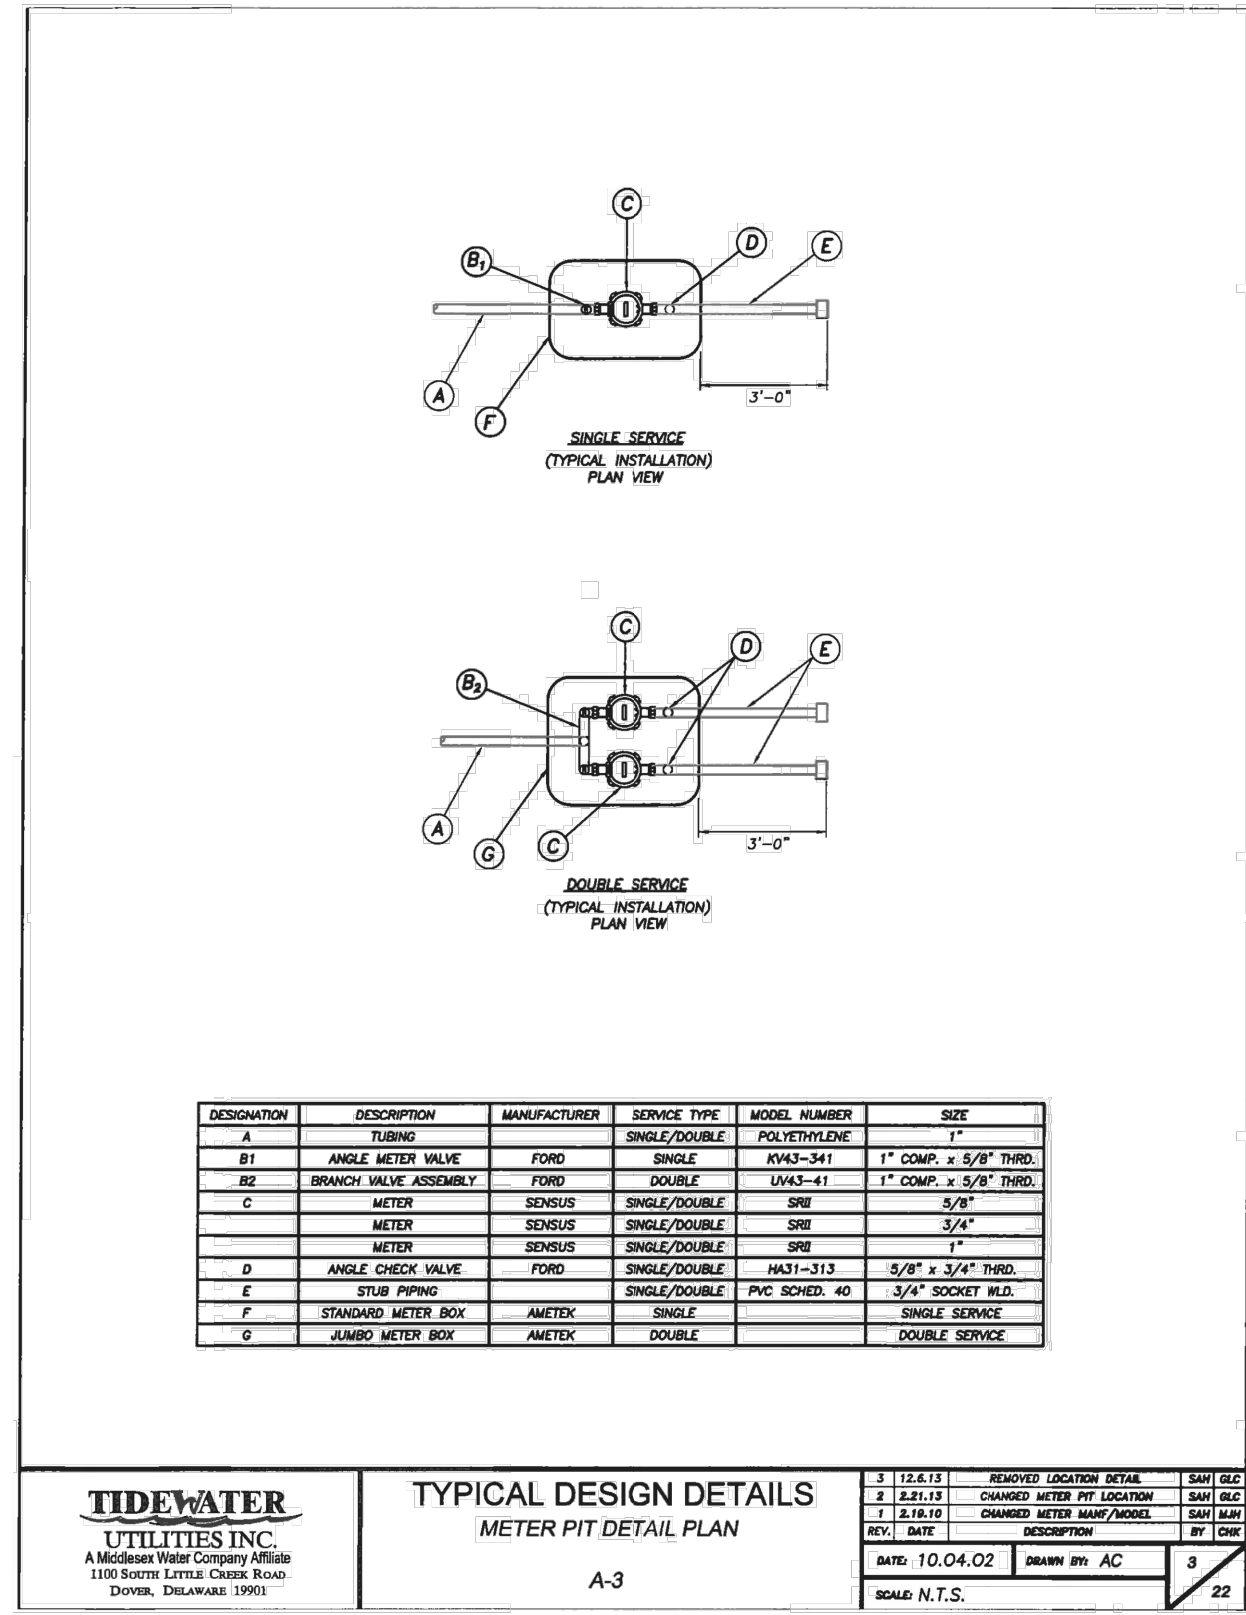 C
B1
D
E
A
F
3'-0"
SINGLE SERVICE
(TYPICAL INSTALLATION)
PLAN VIEW
C
D
E
B2
A
G
C
3'-0"
DOUBLE SERVICE
(TYPICAL INSTALLATION)
PLAN VIEW
DESIGNATION DESCRIPTION MANUFACTURER SERVICE TYPE MODEL NUMBER SIZE
A TUBING SINGLE/DOUBLE POLYETHYLENE 1"
B1 ANGLE METER VALVE FORD SINGLE KV43-341 1" COMP. x 5/8" THRD.
B2 BRANCH VALVE ASSEMBLY FORD DOUBLE UV43-41 1" COMP. x 5/8" THRD.
C METER SENSUS SINGLE/DOUBLE SRII 5/8"
METER SENSUS SINGLE/DOUBLE SRII 3/4"
METER SENSUS SINGLE/DOUBLE SRII 1"
D ANGLE CHECK VALVE FORD SINGLE/DOUBLE HA31-313 5/8" x 3/4" THRD.
E STUB PIPING SINGLE/DOUBLE PVC SCHED. 40 3/4" SOCKET WLD.
F STANDARD METER BOX AMETEK SINGLE SINGLE SERVICE
G JUMBO METER BOX AMETEK DOUBLE DOUBLE SERVICE
TIDEWATER
UTILITIES INC.
A Middlesex Water Company Affiliate
1100 SOUTH LITTLE CREEK ROAD
DOVER, DELAWARE 19901
TYPICAL DESIGN DETAILS
METER PIT DETAIL PLAN
A-3
3 12.6.13 REMOVED LOCATION DETAIL SAH GLC
2 2.21.13 CHANGED METER PIT LOCATION SAH GLC
1 2.19.10 CHANGED METER MANF/MODEL SAH MJH
REV. DATE DESCRIPTION BY CHK
DATE: 10.04.02 DRAWN BY: AC
SCALE: N.T.S.
3
22